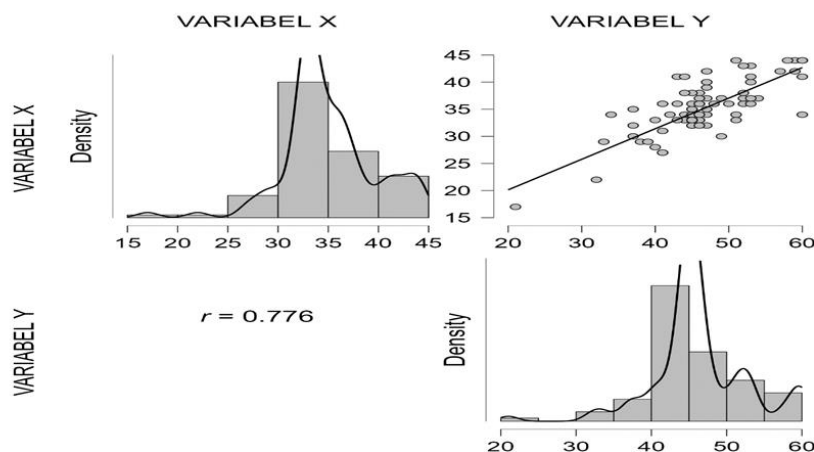 VARIABEL X VARIABEL Y
VARIABEL X
Density
15 20 25 30 35 40 45
45
40
35
30
25
20
15
20 30 40 50 60
VARIABEL Y
r = 0.776
Density
20 30 40 50 60